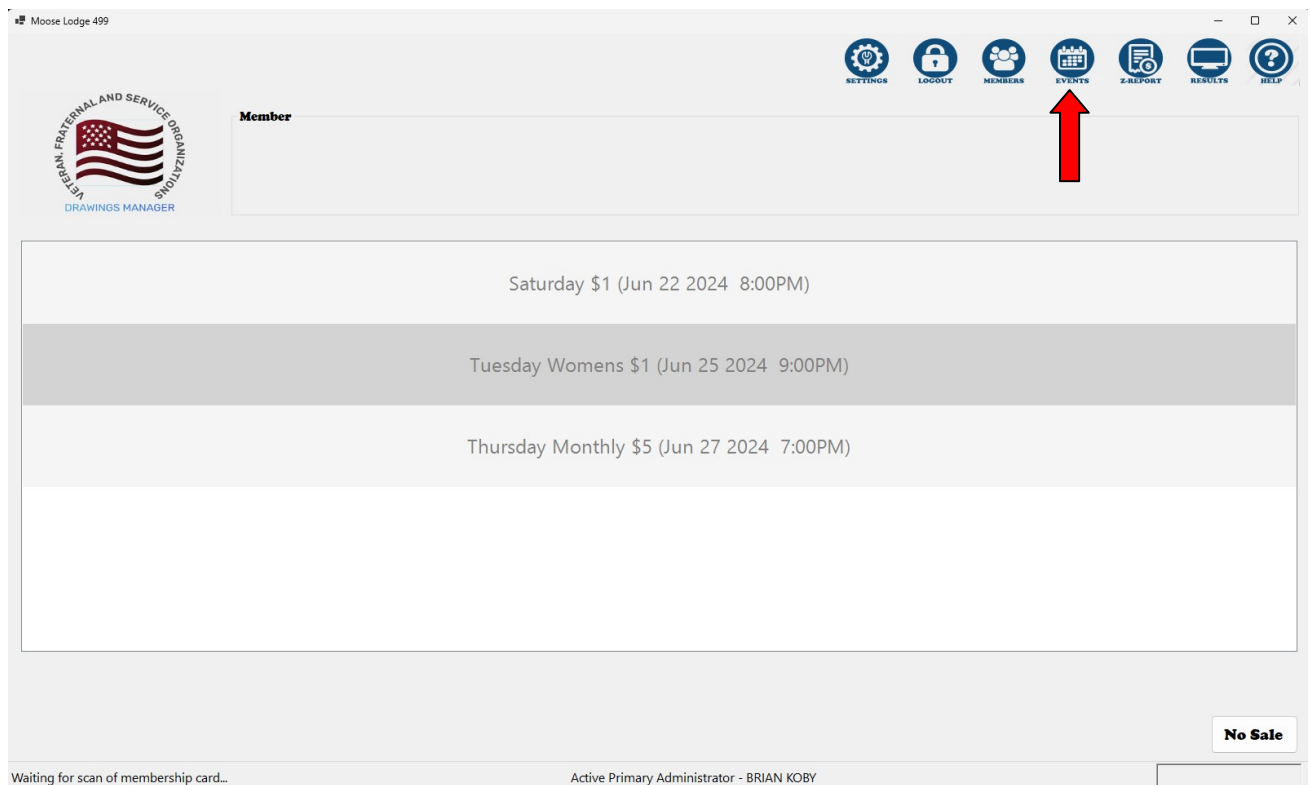 Moose Lodge 499
SETTINGS LOGOUT MEMBERS EVENTS Z-REPORT RESULTS HELP
VETERAN, FRATERNAL AND SERVICE ORGANIZATIONS
DRAWINGS MANAGER
Member
Saturday $1 (Jun 22 2024 8:00PM)
Tuesday Womens $1 (Jun 25 2024 9:00PM)
Thursday Monthly $5 (Jun 27 2024 7:00PM)
No Sale
Waiting for scan of membership card... Active Primary Administrator - BRIAN KOBY